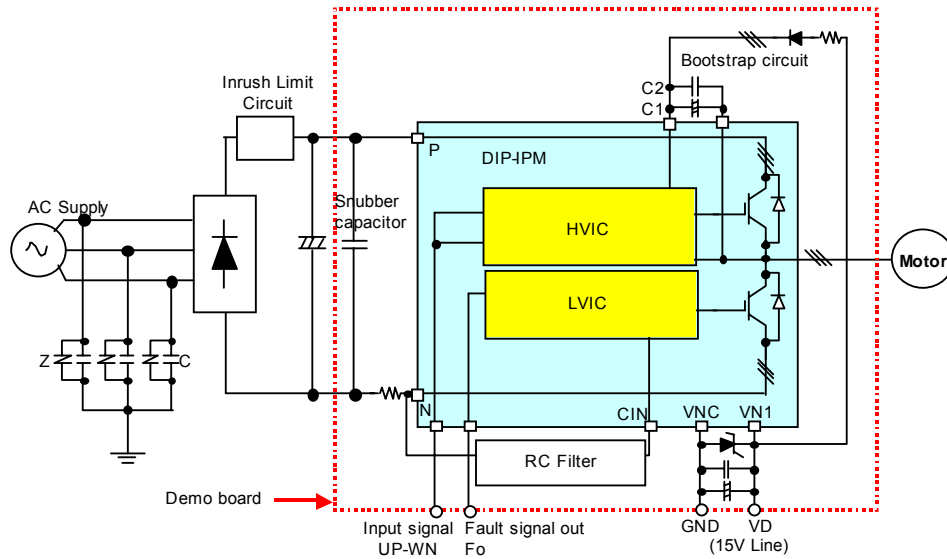 Inrush Limit
Circuit
Bootstrap circuit
C2
C1
P
DIP-IPM
AC Supply
Snubber
capacitor
HVIC
Motor
LVIC
Z
C
N
CIN
VNC
VN1
RC Filter
Demo board
Input signal
UP-WN
Fault signal out
Fo
GND
VD
(15V Line)